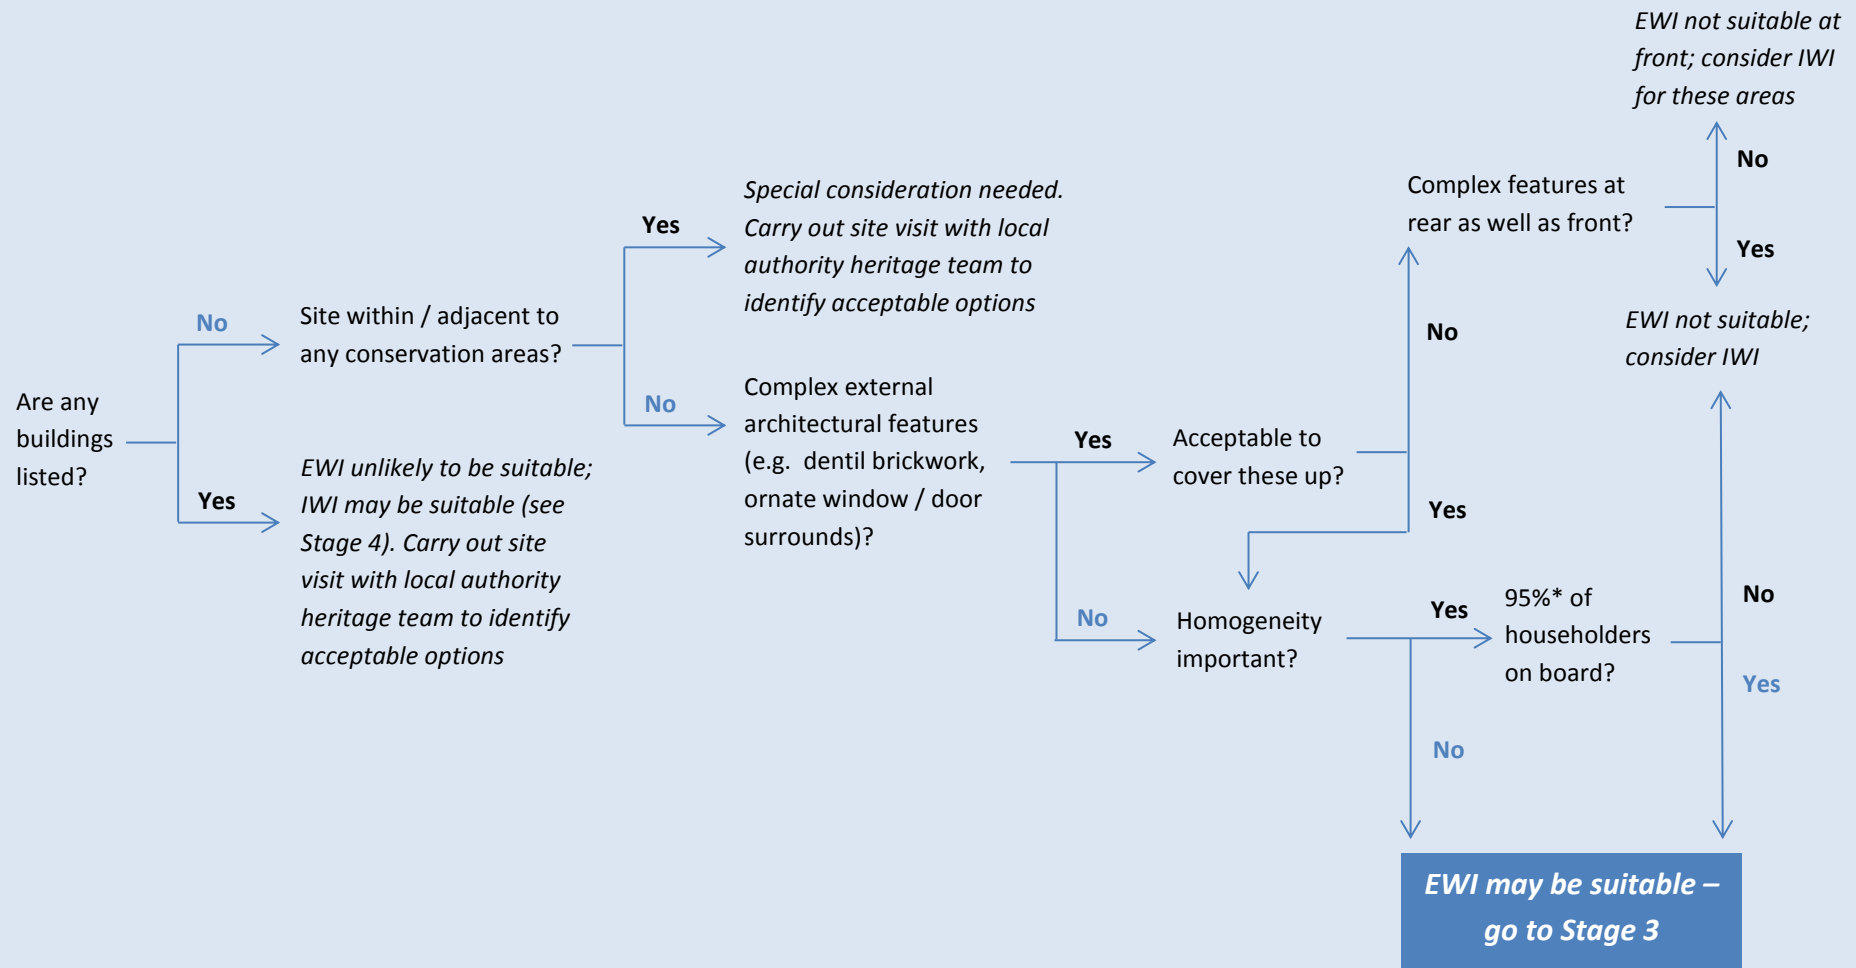 Are any
buildings
listed?
No
Yes
Site within / adjacent to
any conservation areas?
EWI unlikely to be suitable;
IWI may be suitable (see
Stage 4). Carry out site
visit with local authority
heritage team to identify
acceptable options
Yes
No
Special consideration needed.
Carry out site visit with local
authority heritage team to
identify acceptable options
Complex external
architectural features
(e.g. dentil brickwork,
ornate window / door
surrounds)?
Yes
No
Acceptable to
cover these up?
No
Yes
Homogeneity
important?
Yes
No
Complex features at
rear as well as front?
No
Yes
EWI not suitable at
front; consider IWI
for these areas
EWI not suitable;
consider IWI
95%* of
householders
on board?
No
Yes
EWI may be suitable –
go to Stage 3